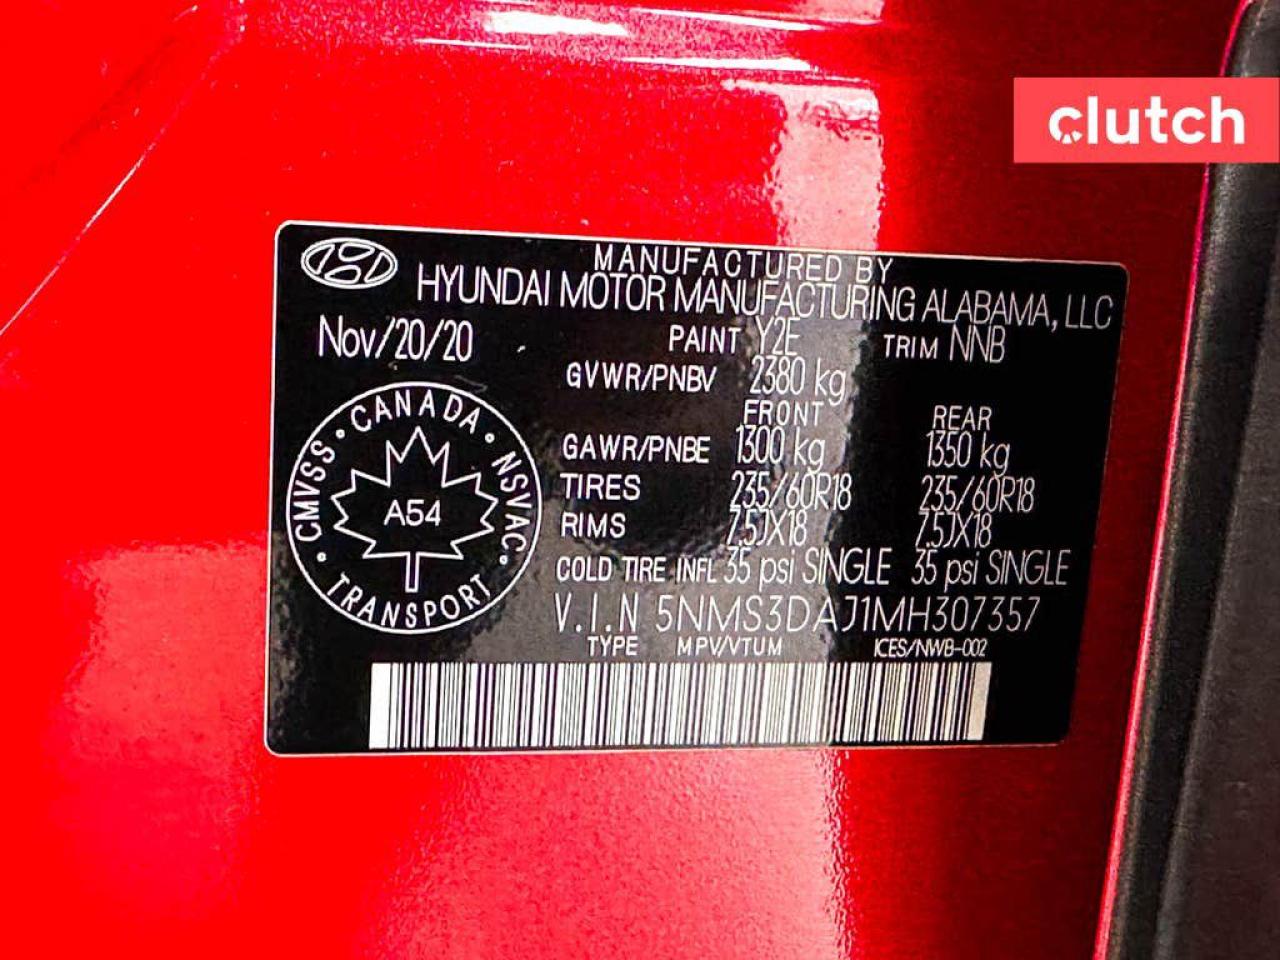 clutch
MANUFACTURED BY
HYUNDAI MOTOR MANUFACTURING ALABAMA, LLC
Nov/20/20 PAINT Y2E TRIM NNB
GVWR/PNBV 2380 kg
FRONT REAR
GAWR/PNBE 1300 kg 1350 kg
TIRES 235/60R18 235/60R18
RIMS 7.5JX18 7.5JX18
COLD TIRE INFL 35 psi SINGLE 35 psi SINGLE
V.I.N 5NMS3DAJ1MH307357
TYPE MPV/VTUM ICES/NWB-002
CMVSS • CANADA • NSVAC •
A54
TRANSPORT